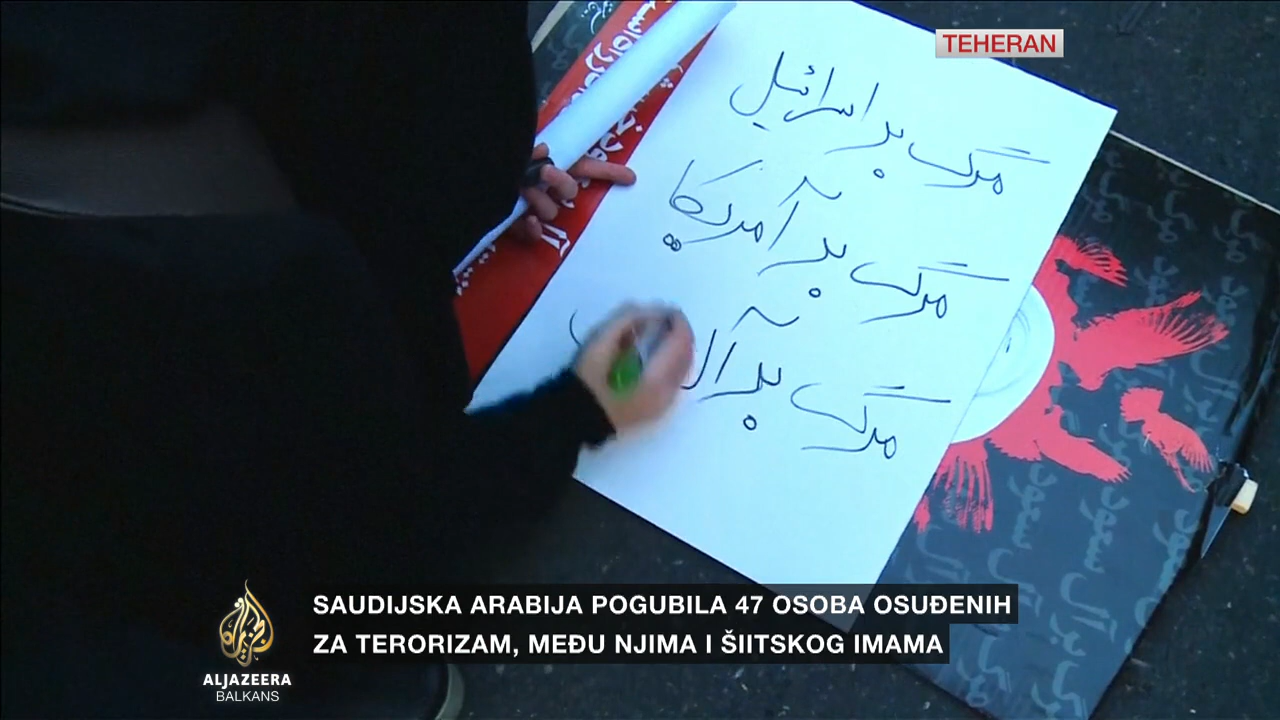 TEHERAN
مرگ بر اسرائیل
مرگ بر آمریکا
مرگ بر آل
SAUDIJSKA ARABIJA POGUBILA 47 OSOBA OSUĐENIH
ZA TERORIZAM, MEĐU NJIMA I ŠIITSKOG IMAMA
ALJAZEERA
BALKANS